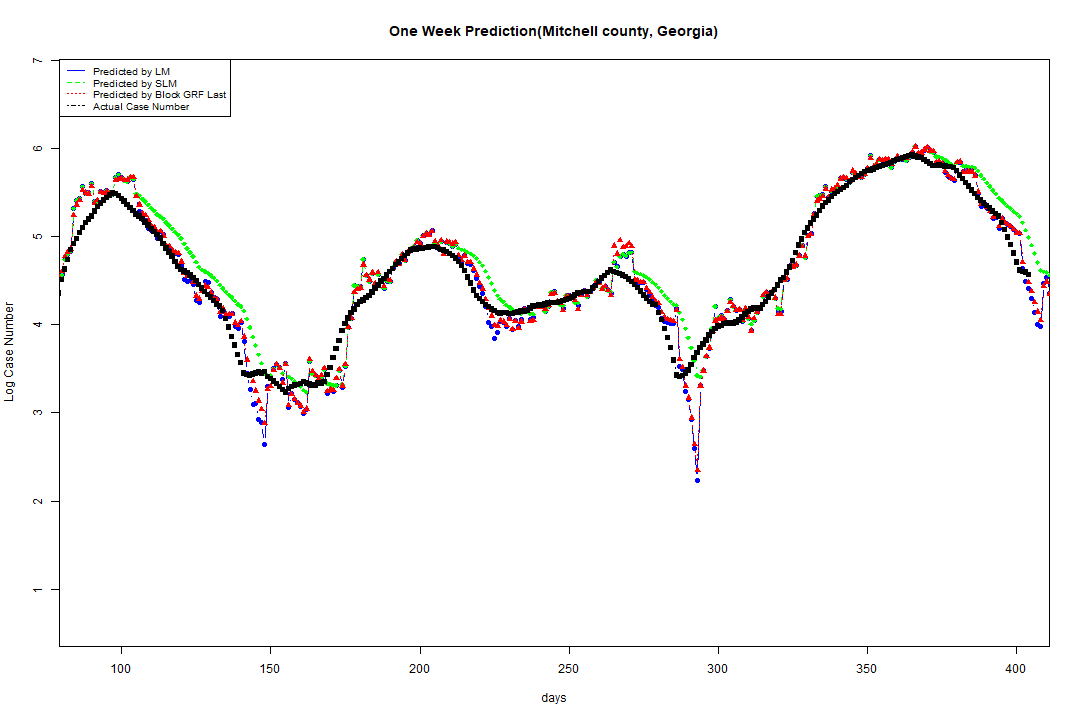 One Week Prediction(Mitchell county, Georgia)
Predicted by LM
Predicted by SLM
Predicted by Block GRF Last
Actual Case Number
7
6
5
4
3
2
1
Log Case Number
100 150 200 250 300 350 400
days